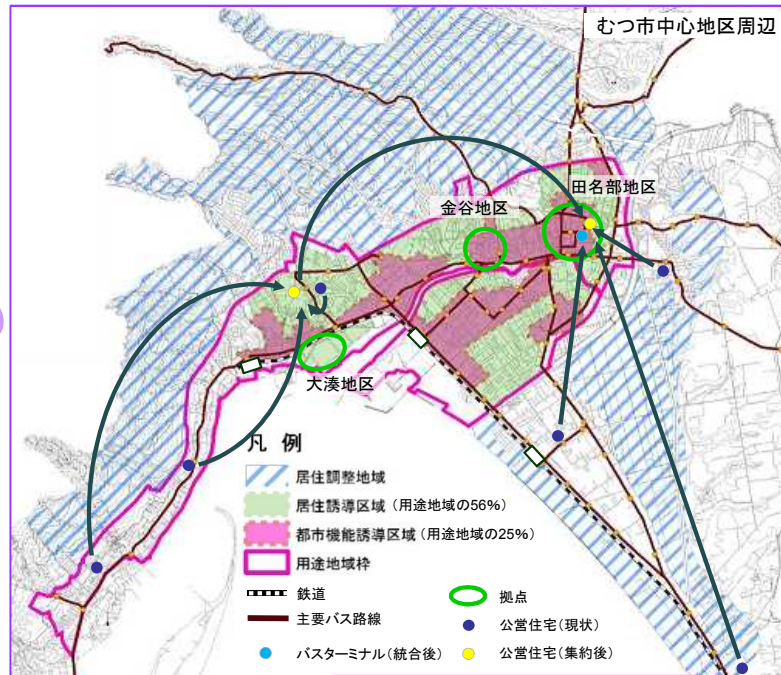 むつ市中心地区周辺
田名部地区
金谷地区
大湊地区
凡 例
居住調整地域
居住誘導区域（用途地域の56％）
都市機能誘導区域（用途地域の25％）
用途地域枠
鉄道
拠点
主要バス路線
公営住宅（現状）
バスターミナル（統合後）
公営住宅（集約後）